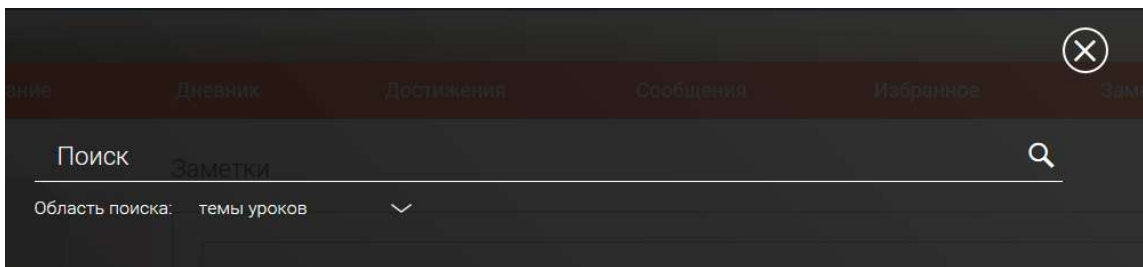 Дневник Достижения Сообщения Избранное
Поиск
Заметки
Область поиска: темы уроков